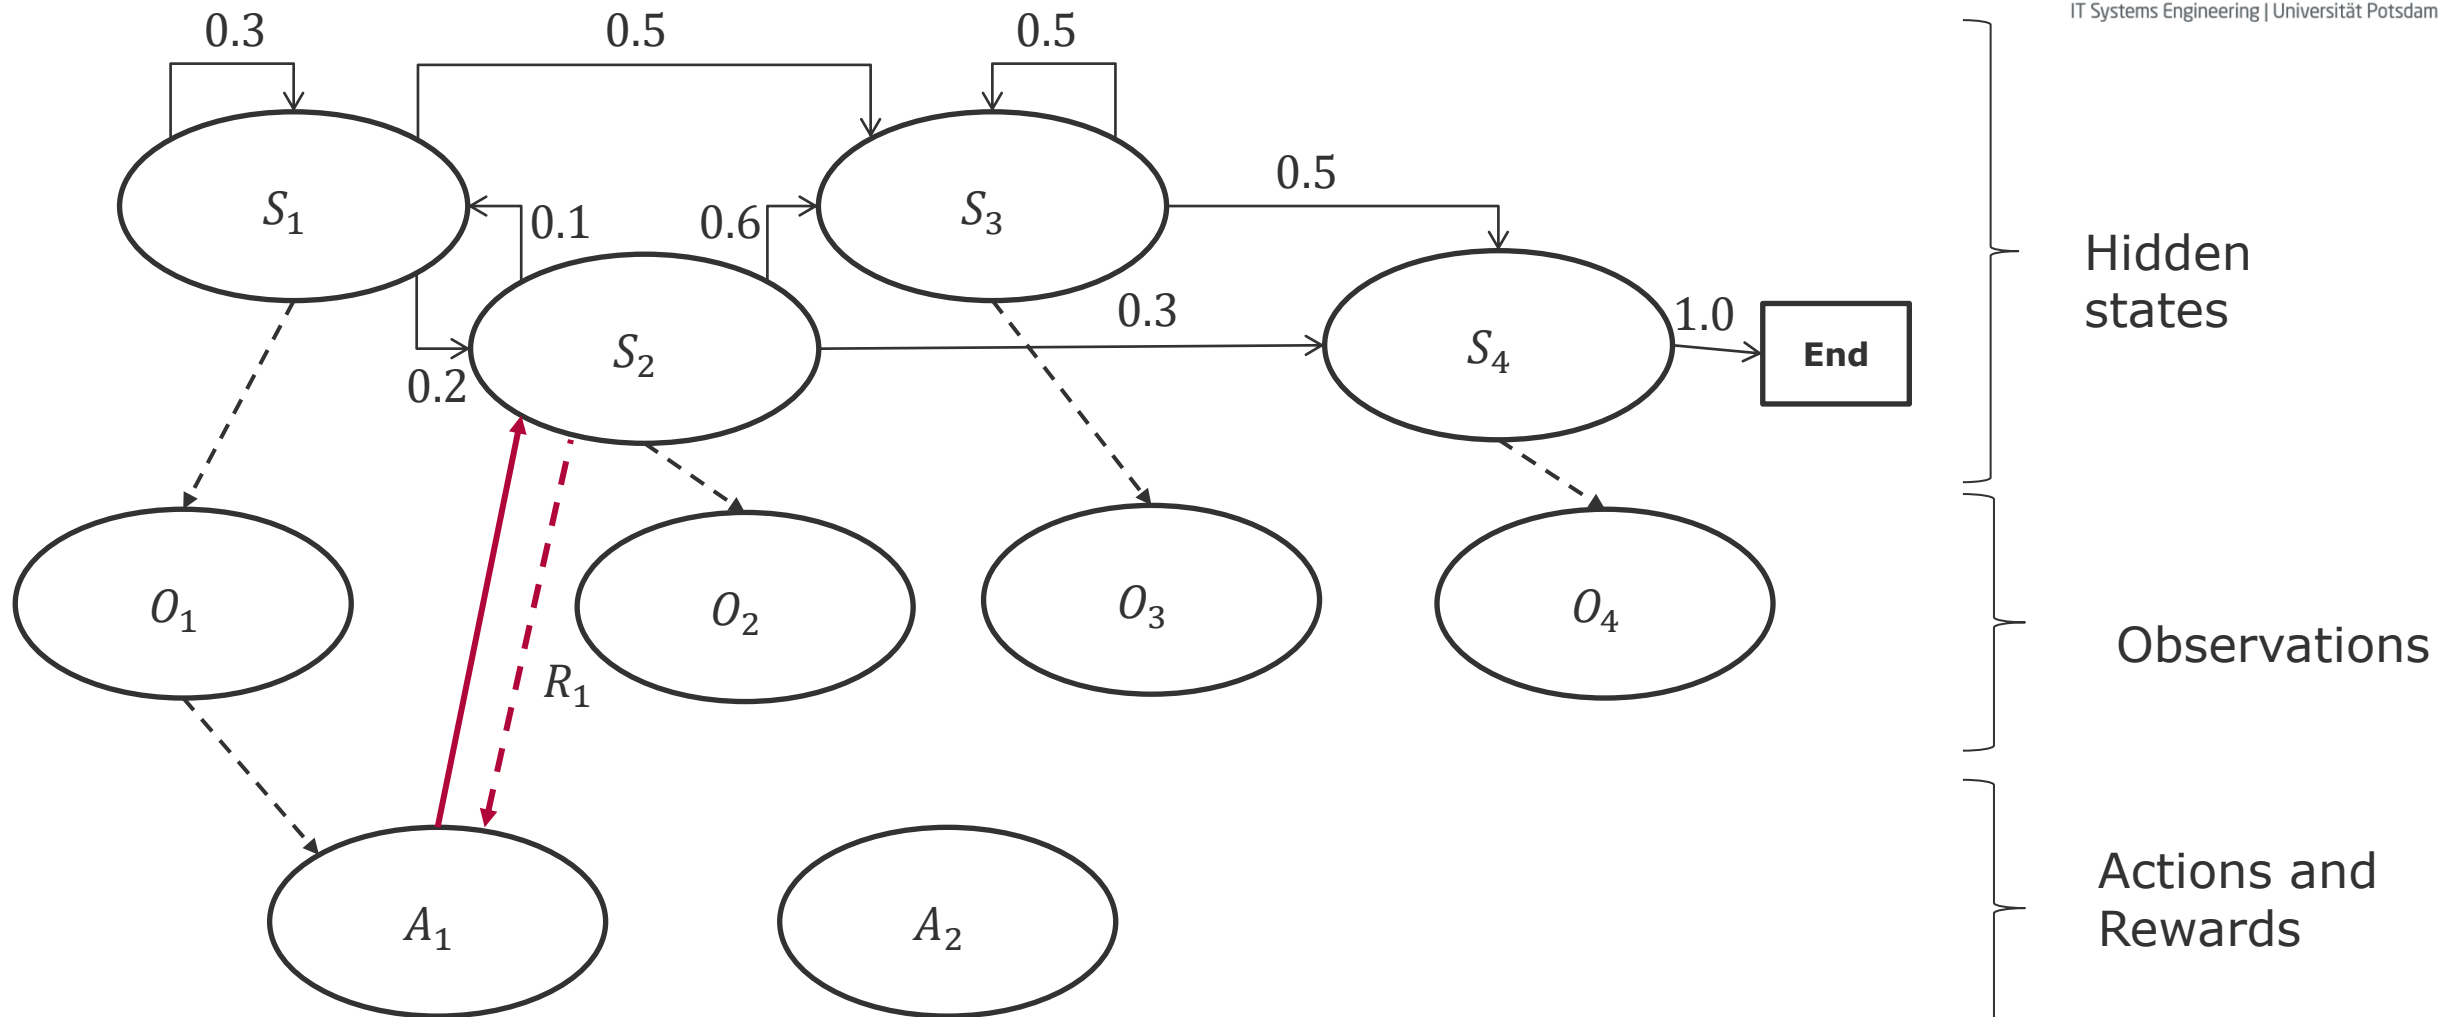 IT Systems Engineering | Universität Potsdam
0.3
0.5
0.5
S1
0.1
0.6
S3
0.5
0.2
S2
0.3
S4
1.0
End
Hidden
states
O1
O2
O3
O4
R1
Observations
A1
A2
Actions and
Rewards